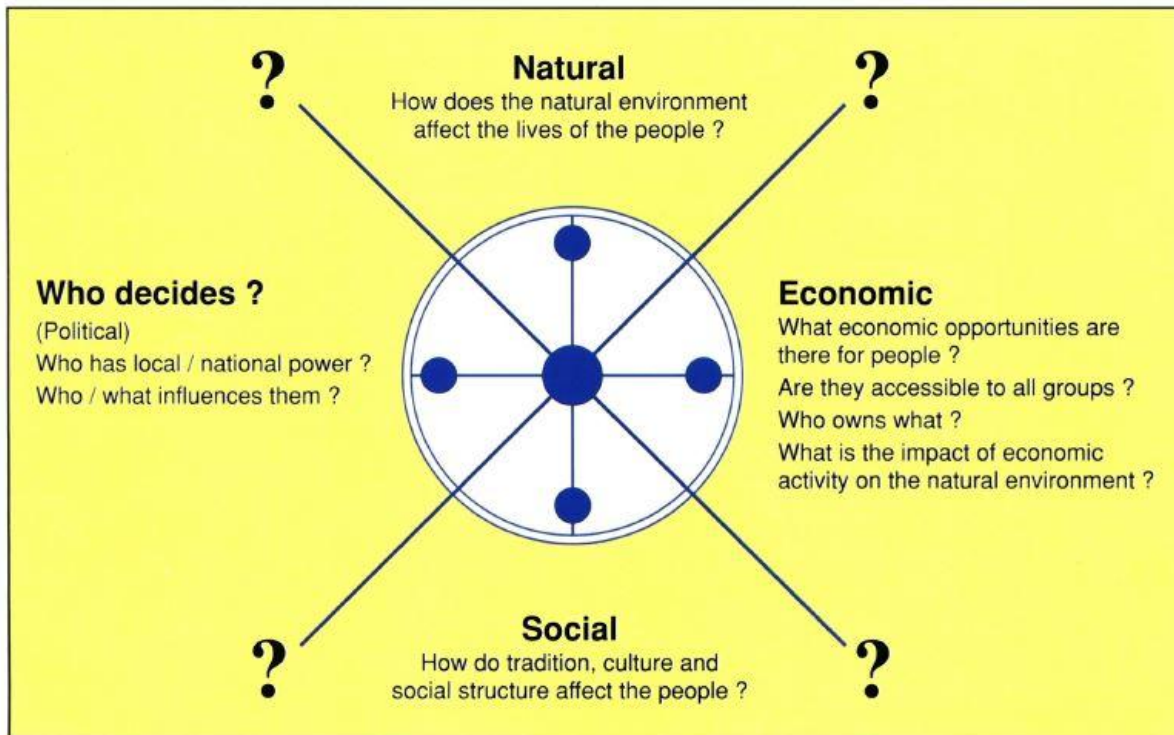 ?
Natural
How does the natural environment
affect the lives of the people ?
?
Who decides ?
(Political)
Who has local / national power ?
Who / what influences them ?
Economic
What economic opportunities are
there for people ?
Are they accessible to all groups ?
Who owns what ?
What is the impact of economic
activity on the natural environment ?
?
Social
How do tradition, culture and
social structure affect the people ?
?